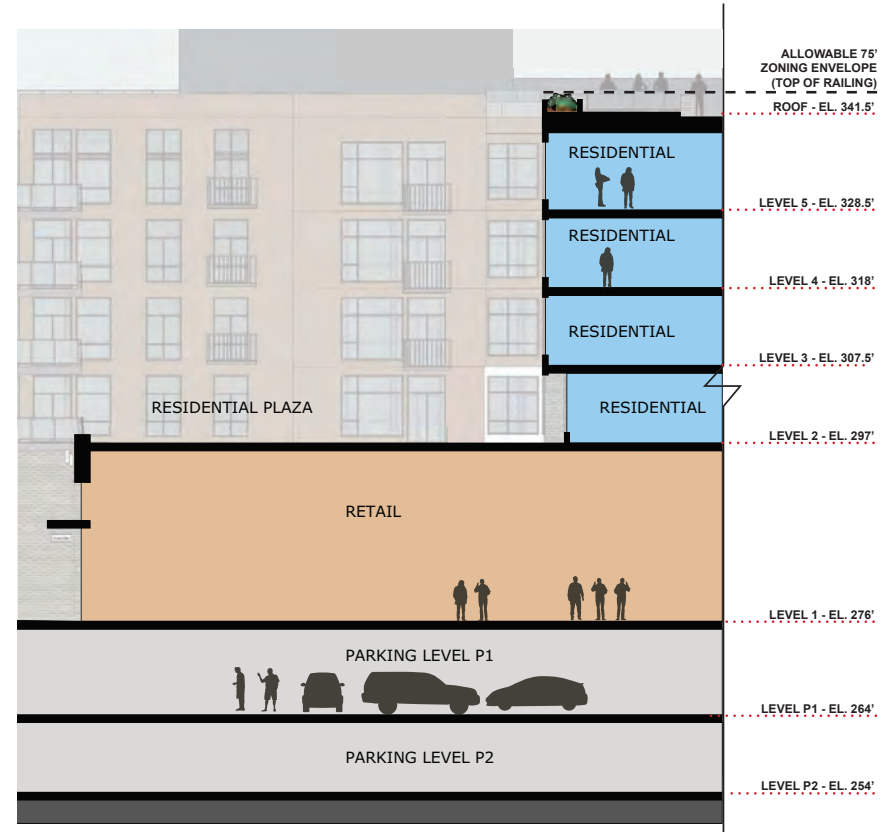 ALLOWABLE 75'
ZONING ENVELOPE
(TOP OF RAILING)
ROOF - EL. 341.5'
RESIDENTIAL
LEVEL 5 - EL. 328.5'
RESIDENTIAL
LEVEL 4 - EL. 318'
RESIDENTIAL
LEVEL 3 - EL. 307.5'
RESIDENTIAL PLAZA
RESIDENTIAL
LEVEL 2 - EL. 297'
RETAIL
LEVEL 1 - EL. 276'
PARKING LEVEL P1
LEVEL P1 - EL. 264'
PARKING LEVEL P2
LEVEL P2 - EL. 254'